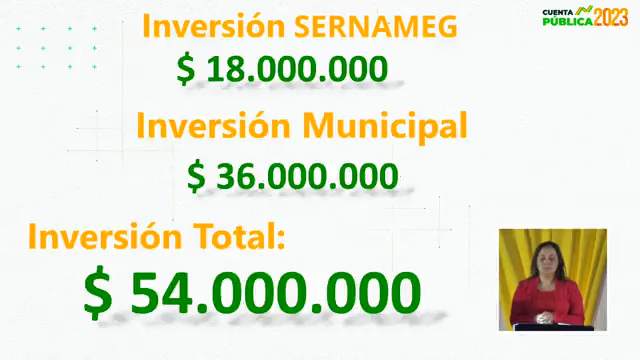 Inversión SERNAMEG
CUENTA
PÚBLICA 2023
$ 18.000.000
Inversión Municipal
$ 36.000.000
Inversión Total:
$ 54.000.000